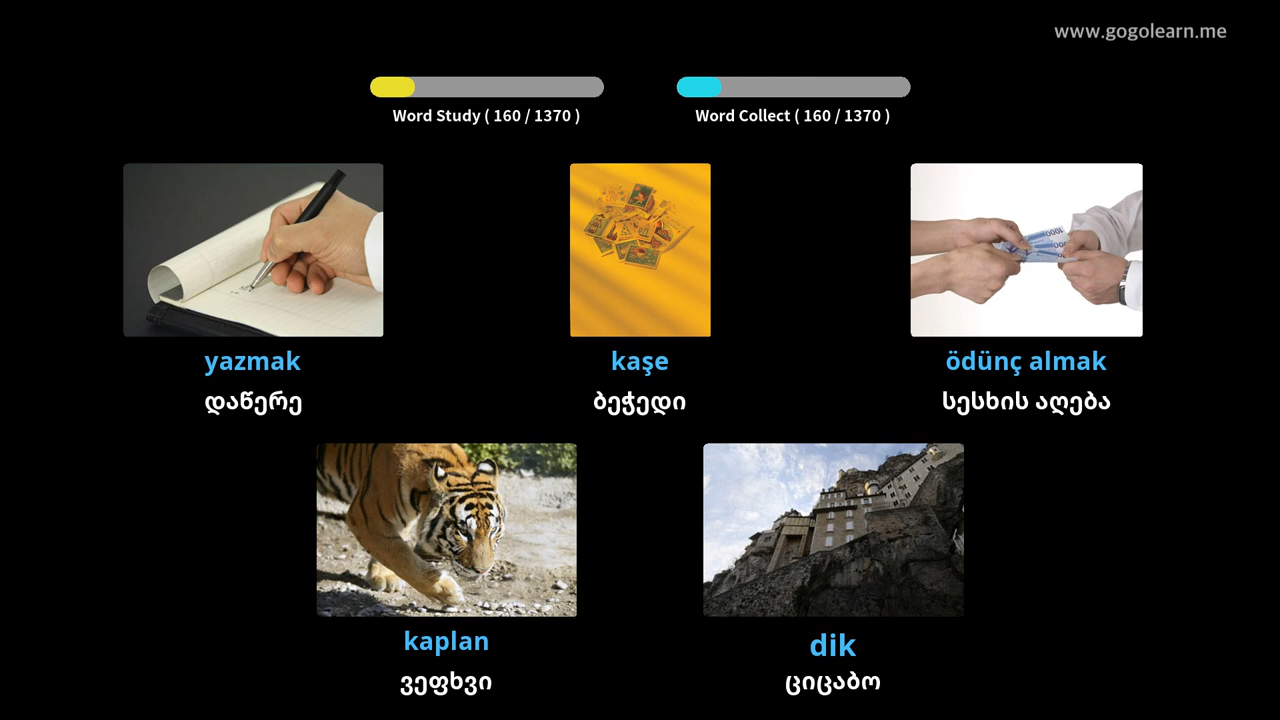 www.gogolearn.me
Word Study ( 160 / 1370 )
Word Collect ( 160 / 1370 )
yazmak
kaşe
ödünç almak
დაწერე
ბეჭედი
სესხის აღება
kaplan
dik
ვეფხვი
ციცაბო